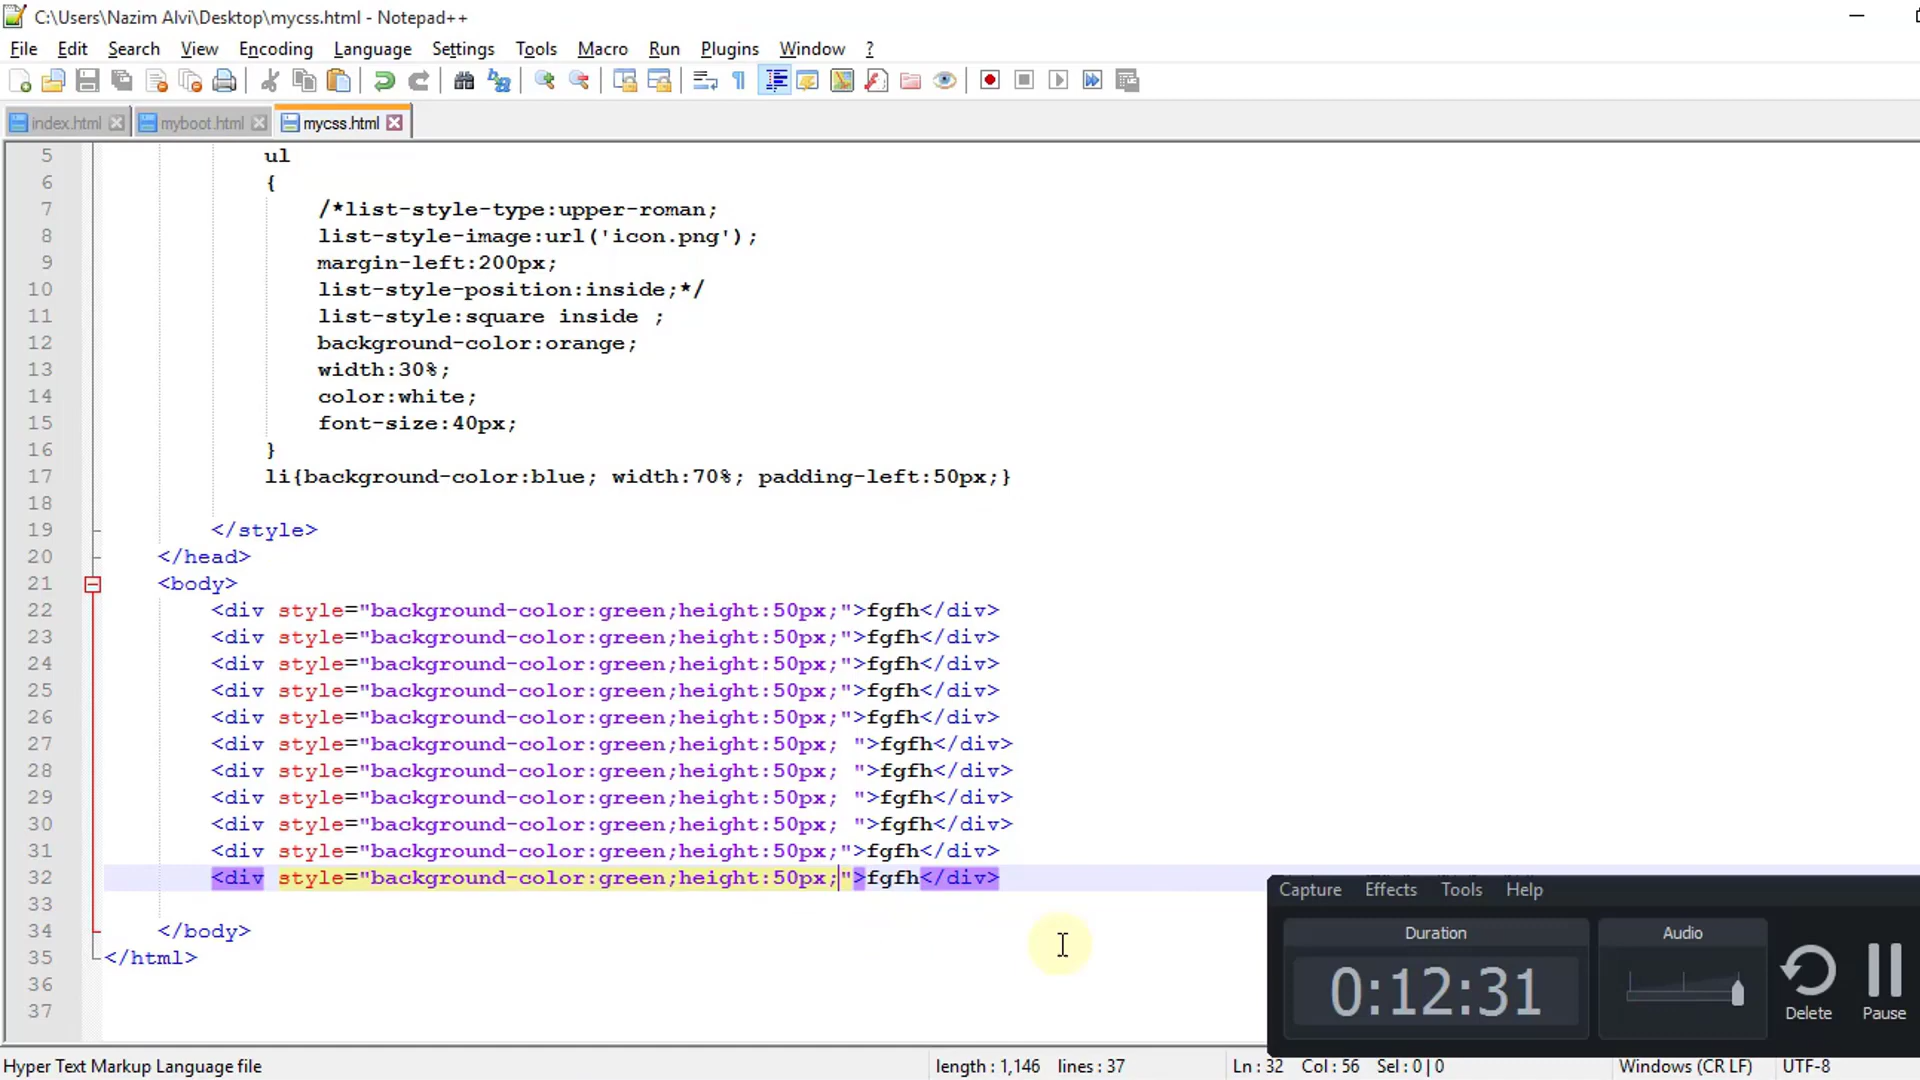 C:\Users\Nazim Alvi\Desktop\mycss.html - Notepad++
File Edit Search View Encoding Language Settings Tools Macro Run Plugins Window ?
index.html myboot.html mycss.html
5 ul
6 {
7 /*list-style-type:upper-roman;
8 list-style-image:url('icon.png');
9 margin-left:200px;
10 list-style-position:inside;*/
11 list-style:square inside ;
12 background-color:orange;
13 width:30%;
14 color:white;
15 font-size:40px;
16 }
17 li{background-color:blue; width:70%; padding-left:50px;}
18
19 </style>
20 </head>
21 <body>
22 <div style="background-color:green;height:50px;">fgfh</div>
23 <div style="background-color:green;height:50px;">fgfh</div>
24 <div style="background-color:green;height:50px;">fgfh</div>
25 <div style="background-color:green;height:50px;">fgfh</div>
26 <div style="background-color:green;height:50px;">fgfh</div>
27 <div style="background-color:green;height:50px; ">fgfh</div>
28 <div style="background-color:green;height:50px; ">fgfh</div>
29 <div style="background-color:green;height:50px; ">fgfh</div>
30 <div style="background-color:green;height:50px; ">fgfh</div>
31 <div style="background-color:green;height:50px;">fgfh</div>
32 <div style="background-color:green;height:50px;">fgfh</div>
33
34 </body>
35 </html>
36
37
Capture Effects Tools Help
Duration Audio
0:12:31
Delete Pause
Hyper Text Markup Language file length : 1,146 lines : 37 Ln : 32 Col : 56 Sel : 0 | 0 Windows (CR LF) UTF-8